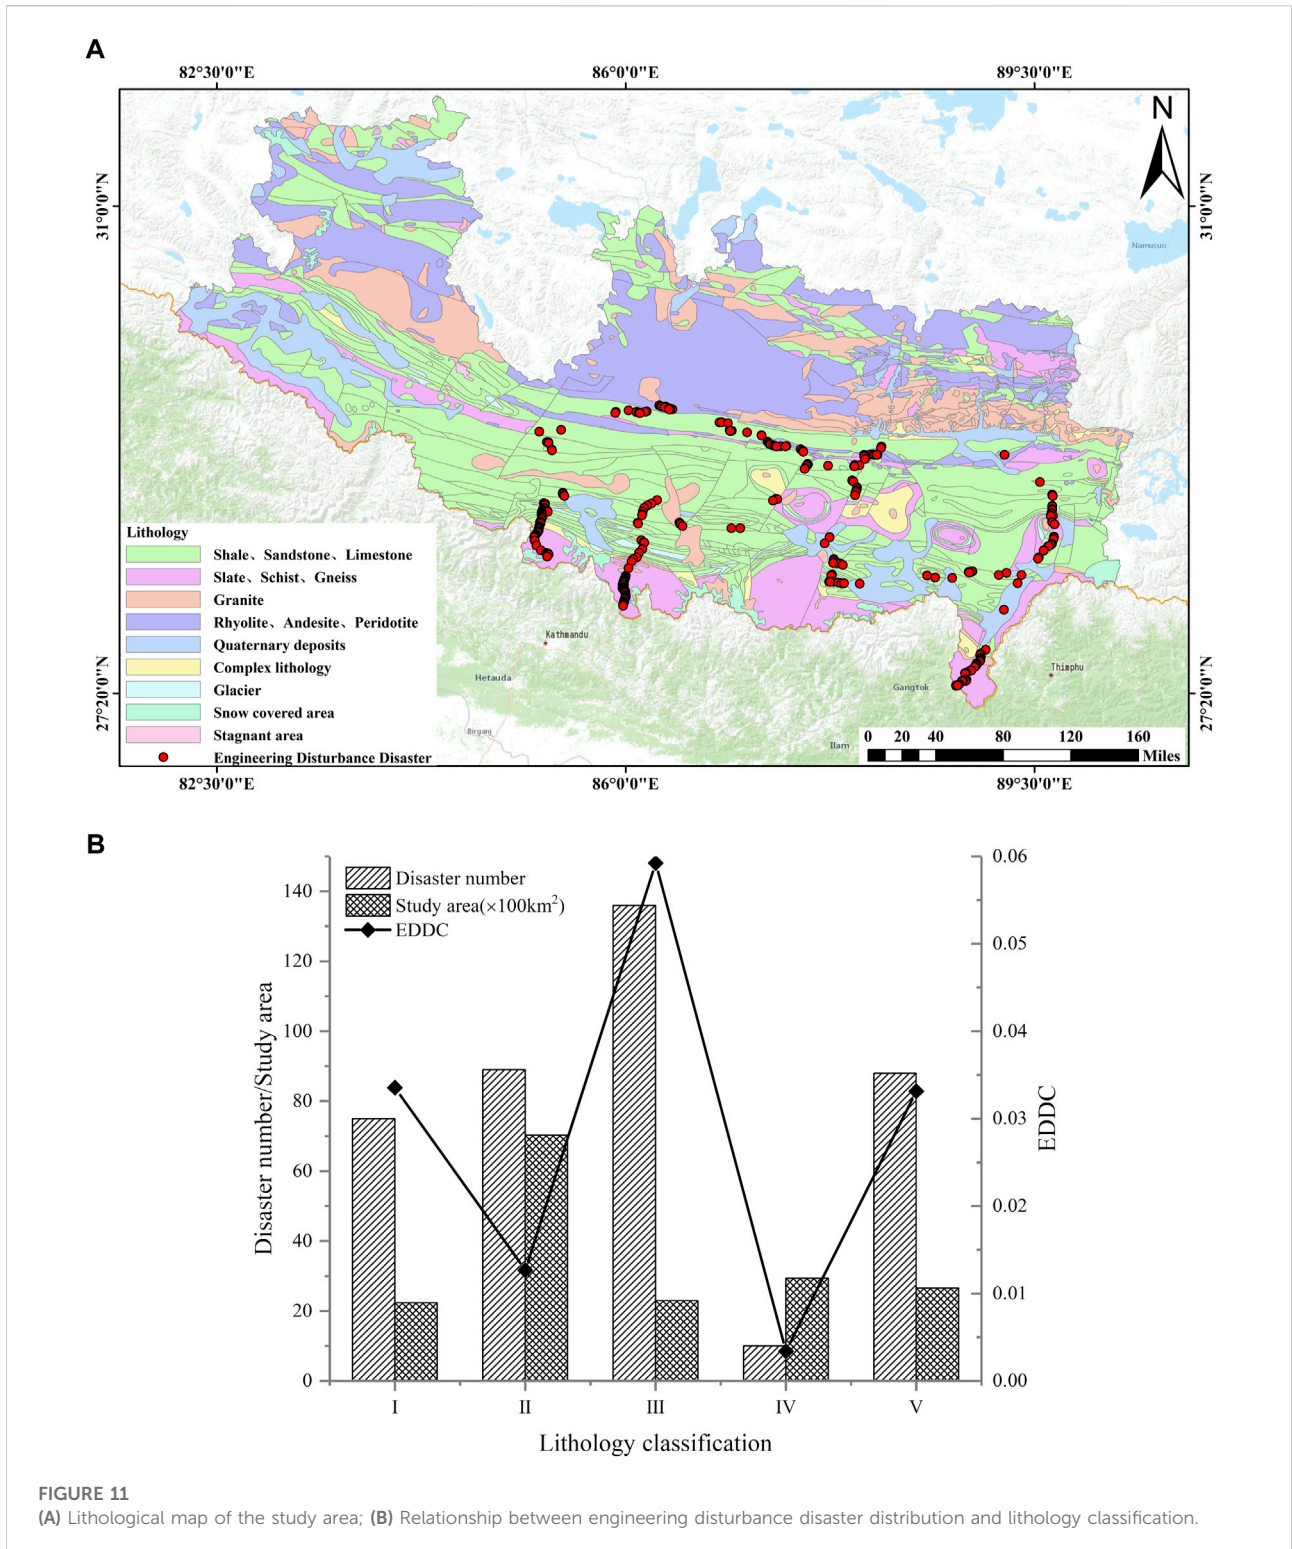 A
82°30'0"E 86°0'0"E 89°30'0"E
N
31°0'0"N 31°0'0"N
Namucuo
Lithology
Shale、Sandstone、Limestone
Slate、Schist、Gneiss
Granite
Rhyolite、Andesite、Peridotite
Quaternary deposits
Complex lithology
Glacier
Snow covered area
Stagnant area
Engineering Disturbance Disaster
Kathmandu
Hetauda
Birganj
Gangtok
Thimphu
Ilam
27°20'0"N 27°20'0"N
0 20 40 80 120 160
Miles
82°30'0"E 86°0'0"E 89°30'0"E
B
Disaster number
Study area(×100km²)
EDDC
Disaster number/Study area
140
120
100
80
60
40
20
0
0.06
0.05
0.04
0.03
0.02
0.01
0.00
EDDC
I II III IV V
Lithology classification
FIGURE 11
(A) Lithological map of the study area; (B) Relationship between engineering disturbance disaster distribution and lithology classification.